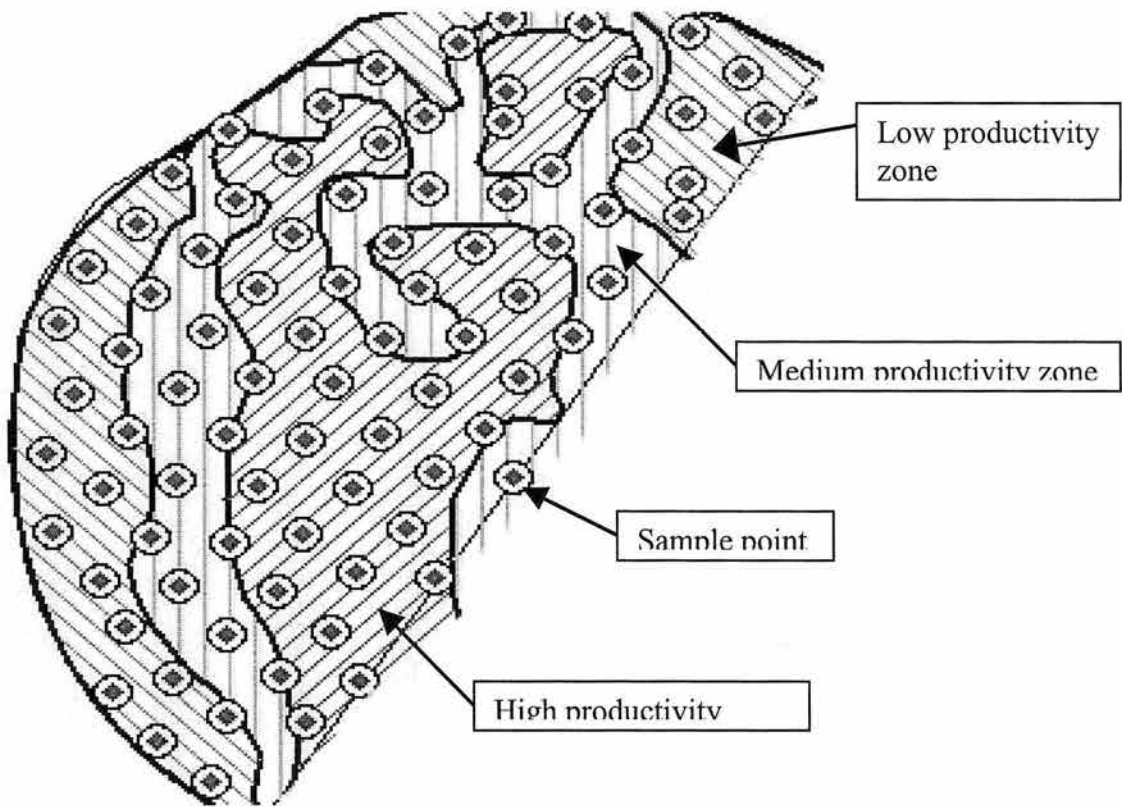 Low productivity
zone
Medium productivity zone
Sample point
High productivity